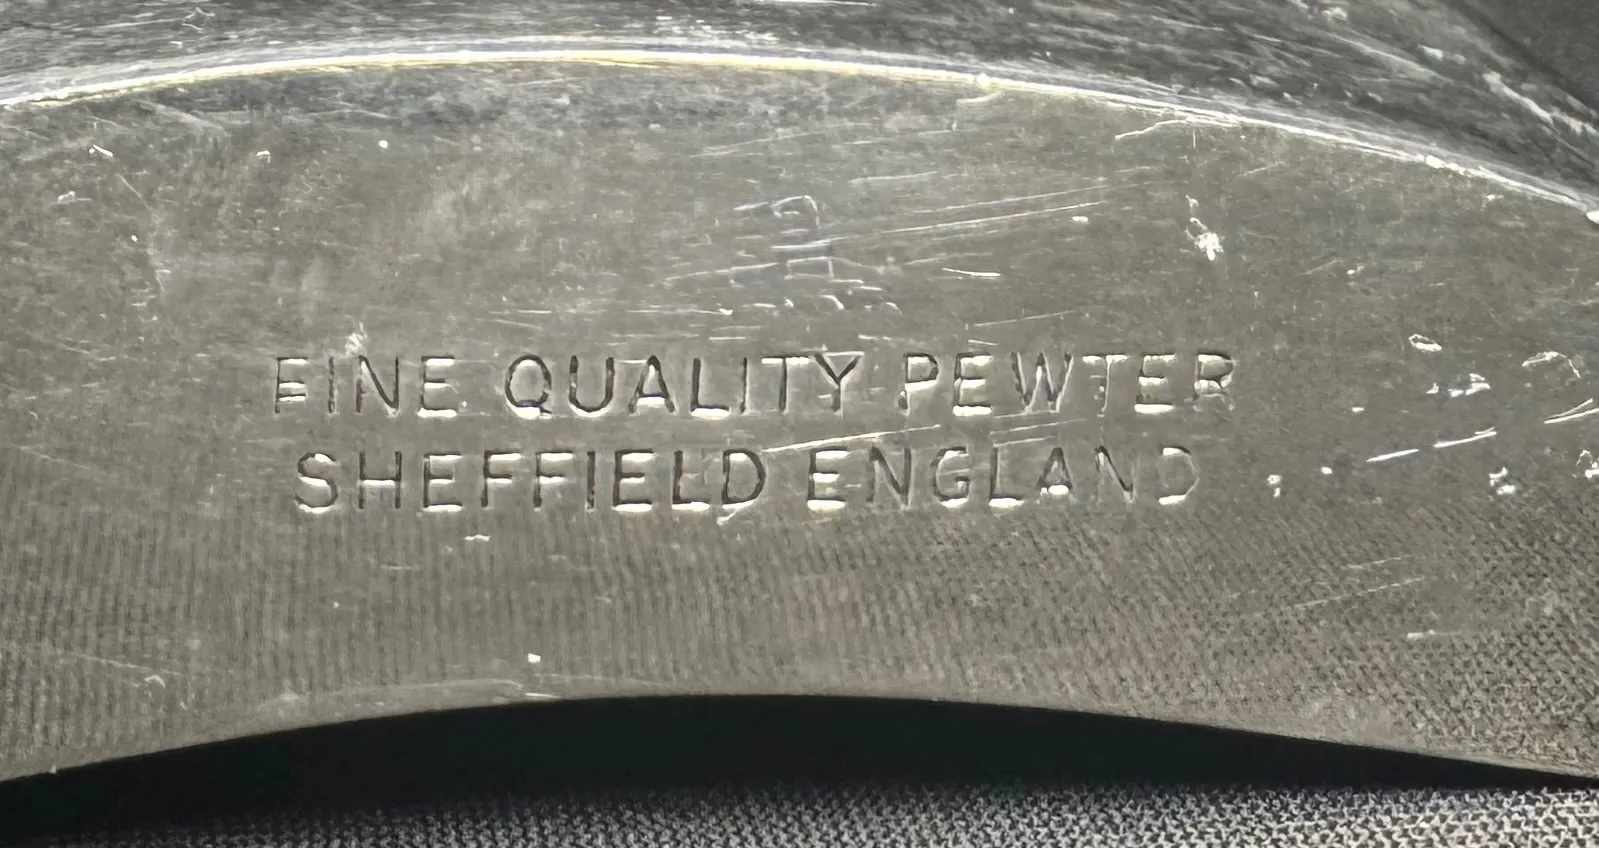 FINE QUALITY PEWTER
SHEFFIELD ENGLAND